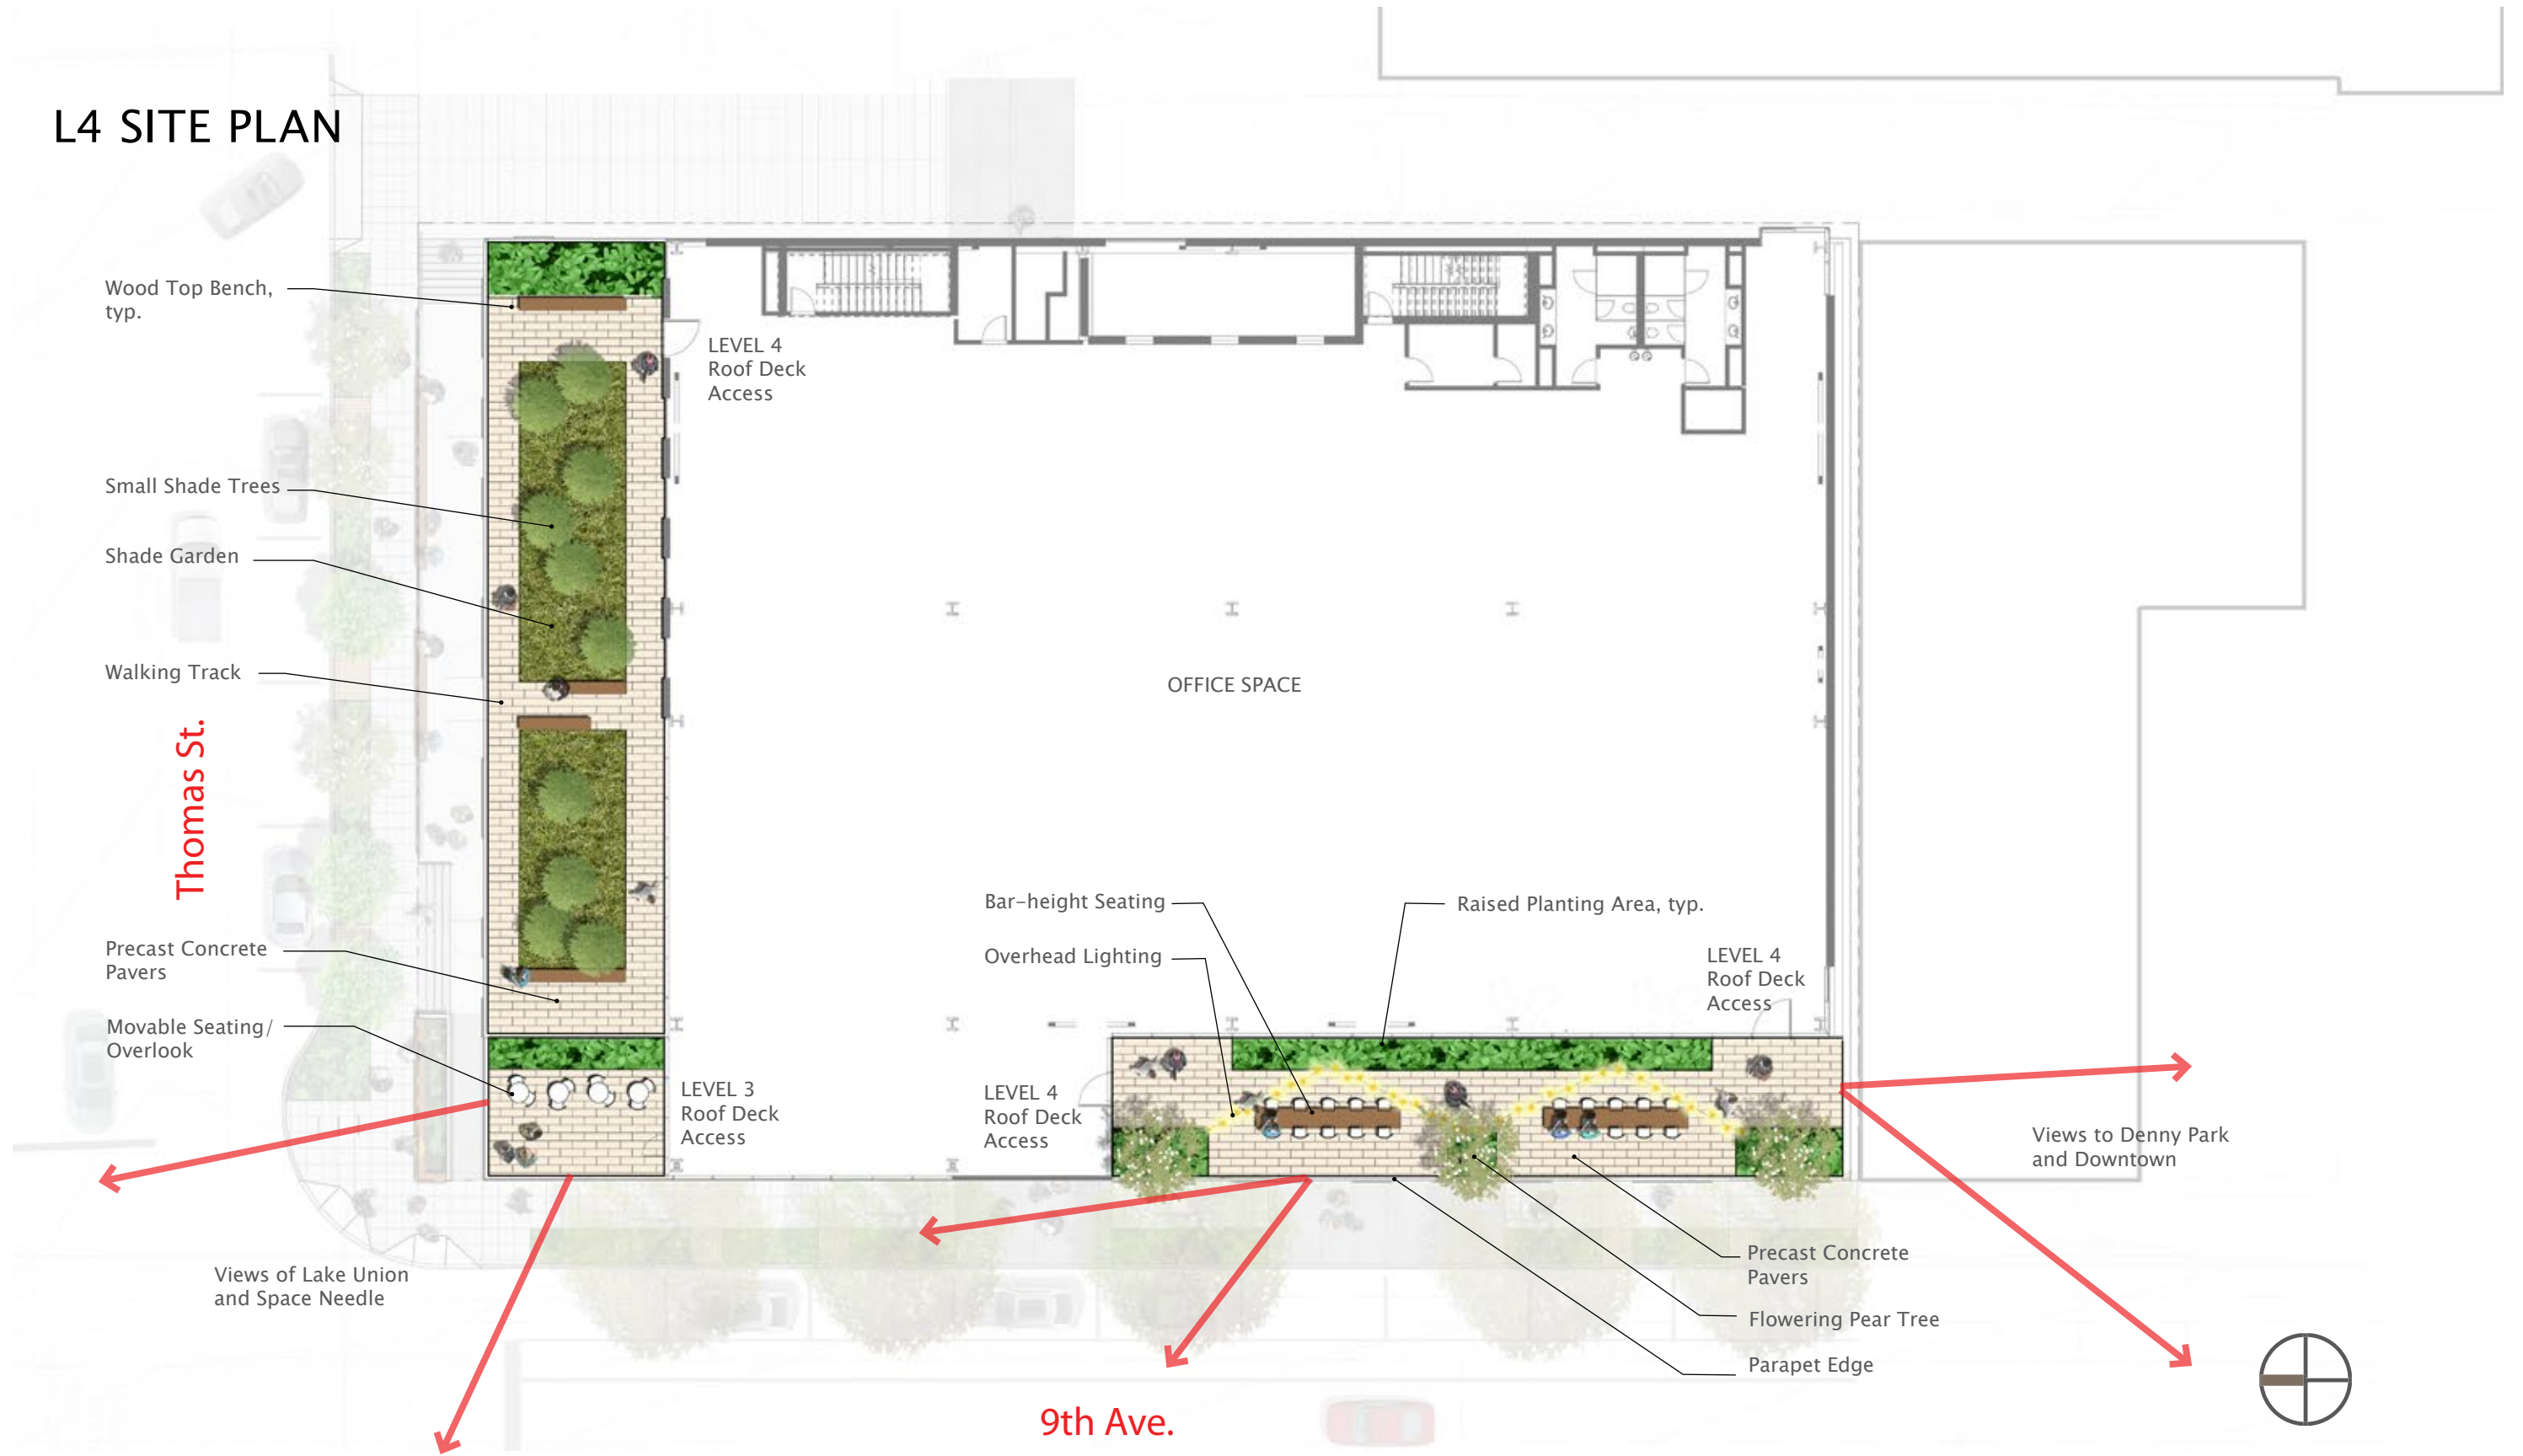 L4 SITE PLAN
Wood Top Bench,
typ.
LEVEL 4
Roof Deck
Access
Small Shade Trees
Shade Garden
Walking Track
OFFICE SPACE
Thomas St.
Precast Concrete
Pavers
Movable Seating/
Overlook
Bar-height Seating
Overhead Lighting
Raised Planting Area, typ.
LEVEL 4
Roof Deck
Access
LEVEL 3
Roof Deck
Access
LEVEL 4
Roof Deck
Access
Views to Denny Park
and Downtown
Views of Lake Union
and Space Needle
Precast Concrete
Pavers
Flowering Pear Tree
Parapet Edge
9th Ave.